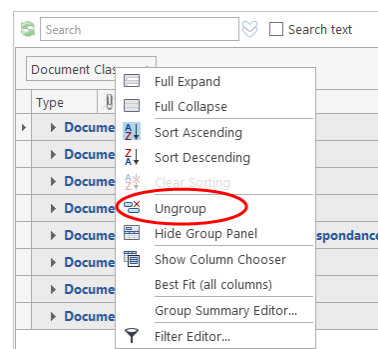 Search
Search text
Document Clas
Full Expand
Type
Full Collapse
Docume
Sort Ascending
Docume
Sort Descending
Docume
Clear Sorting
Docume
Ungroup
Docume
Hide Group Panel
spondance
Docume
Show Column Chooser
Best Fit (all columns)
Docume
Group Summary Editor...
Docume
Filter Editor...